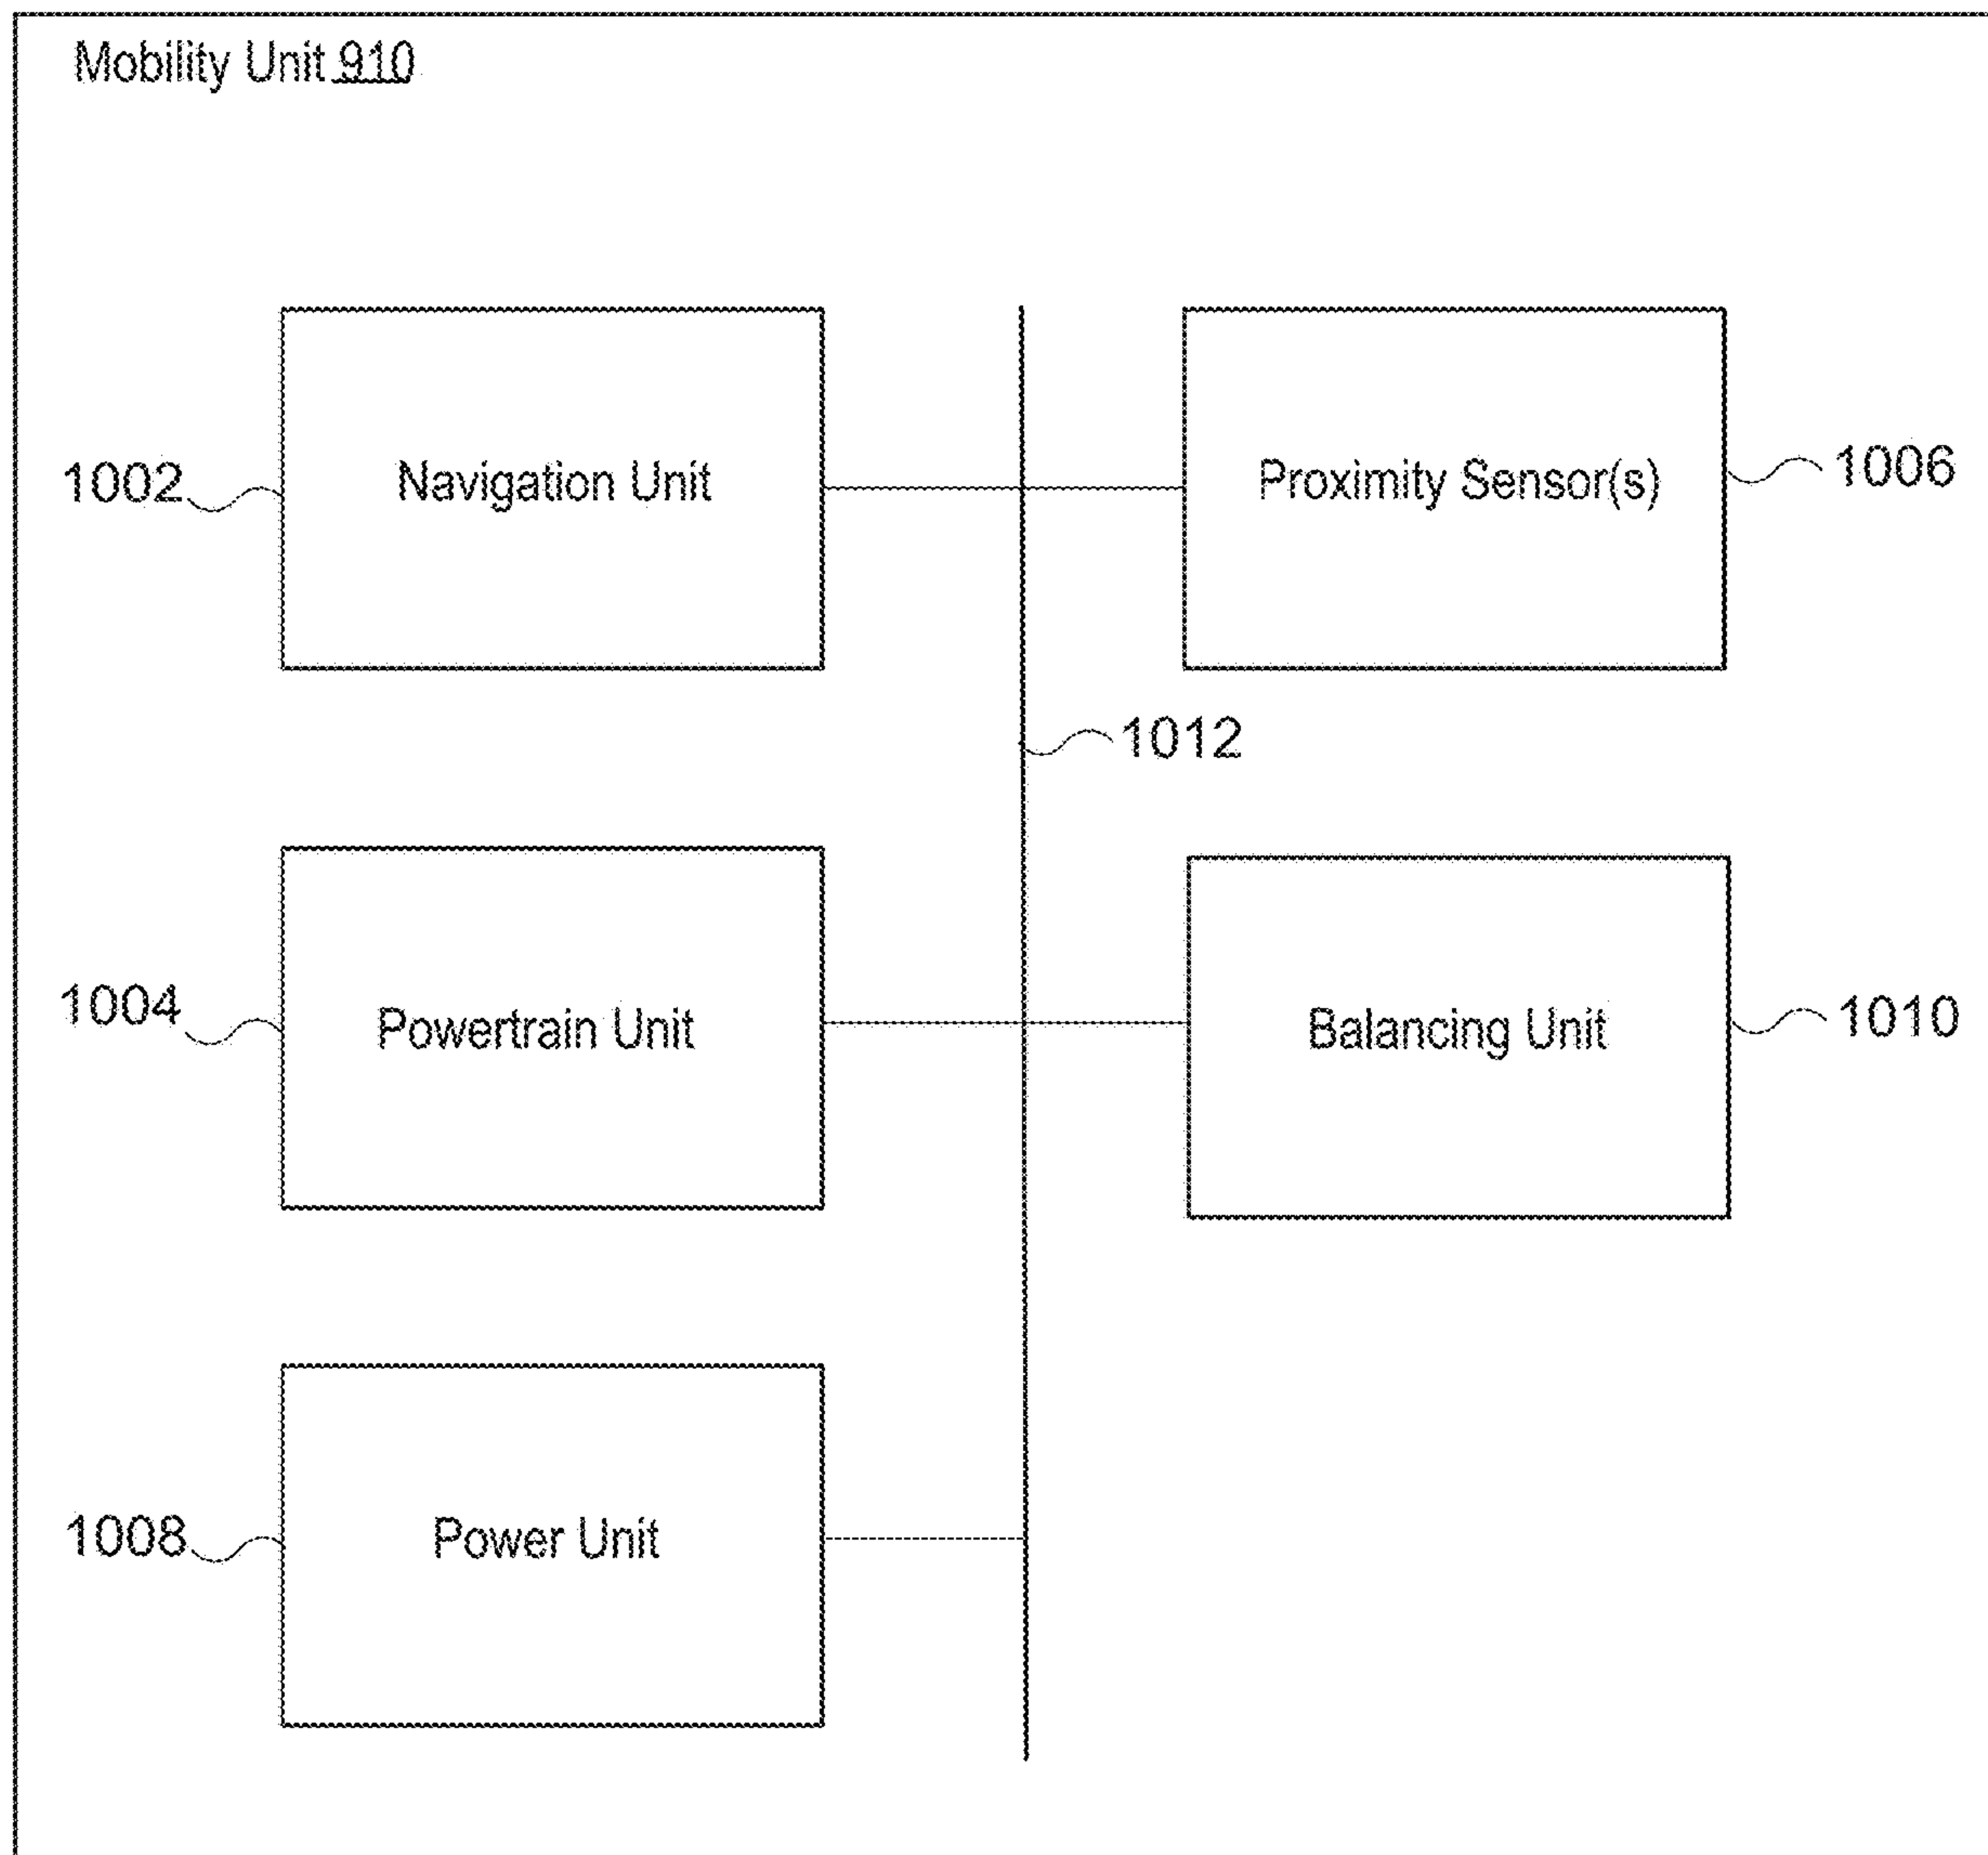 Mobility Unit 910
1002
Navigation Unit
Proximity Sensor(s)
1006
1012
1004
Powertrain Unit
Balancing Unit
1010
1008
Power Unit